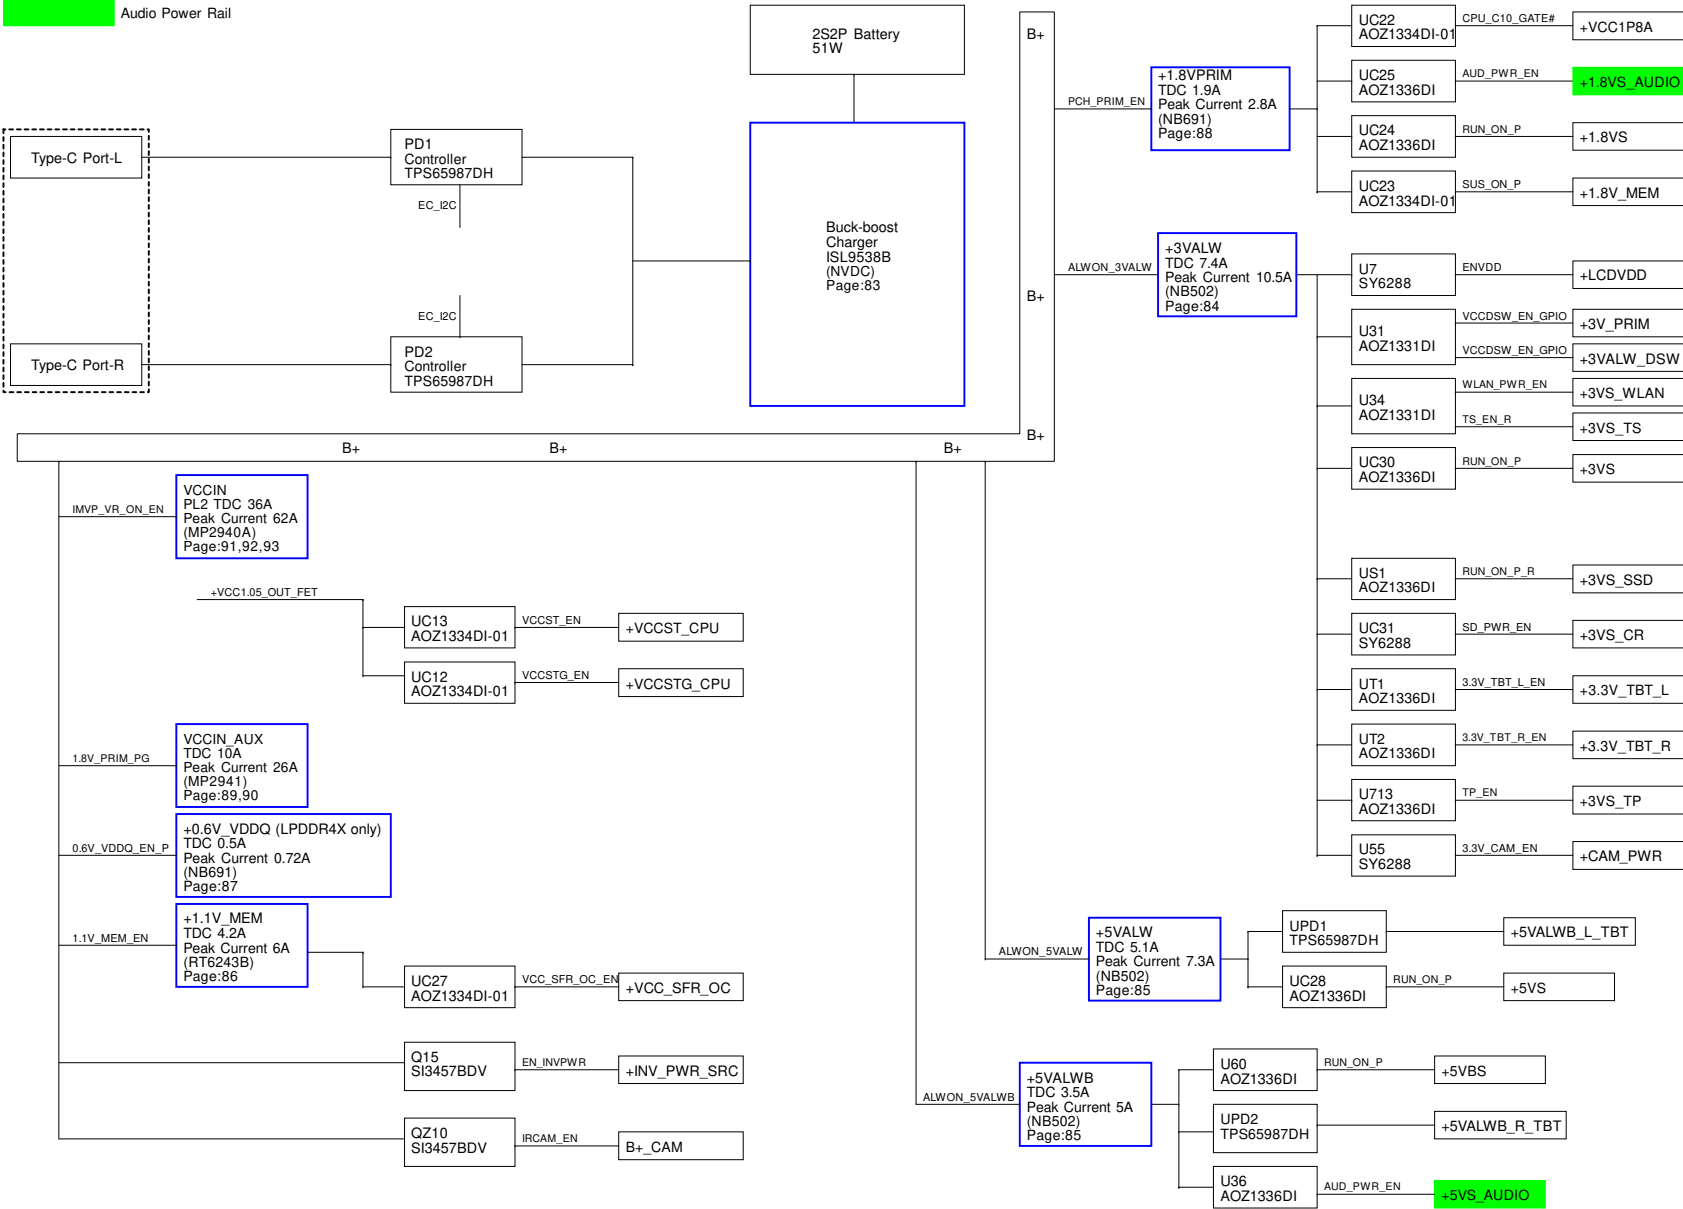 Audio Power Rail
2S2P Battery
51W
Type-C Port-L
PD1
Controller
TPS65987DH
EC_I2C
Buck-boost
Charger
ISL9538B
(NVDC)
Page:83
EC_I2C
Type-C Port-R
PD2
Controller
TPS65987DH
B+
B+
B+
B+
B+
B+
PCH_PRIM_EN
+1.8VPRIM
TDC 1.9A
Peak Current 2.8A
(NB691)
Page:88
UC22
AOZ1334DI-01
CPU_C10_GATE#
+VCC1P8A
UC25
AOZ1336DI
AUD_PWR_EN
+1.8VS_AUDIO
UC24
AOZ1336DI
RUN_ON_P
+1.8VS
UC23
AOZ1334DI-01
SUS_ON_P
+1.8V_MEM
ALWON_3VALW
+3VALW
TDC 7.4A
Peak Current 10.5A
(NB502)
Page:84
U7
SY6288
ENVDD
+LCDVDD
U31
AOZ1331DI
VCCDSW_EN_GPIO
+3V_PRIM
VCCDSW_EN_GPIO
+3VALW_DSW
U34
AOZ1331DI
WLAN_PWR_EN
+3VS_WLAN
TS_EN_R
+3VS_TS
UC30
AOZ1336DI
RUN_ON_P
+3VS
US1
AOZ1336DI
RUN_ON_P_R
+3VS_SSD
UC31
SY6288
SD_PWR_EN
+3VS_CR
UT1
AOZ1336DI
3.3V_TBT_L_EN
+3.3V_TBT_L
UT2
AOZ1336DI
3.3V_TBT_R_EN
+3.3V_TBT_R
U713
AOZ1336DI
TP_EN
+3VS_TP
U55
SY6288
3.3V_CAM_EN
+CAM_PWR
IMVP_VR_ON_EN
VCCIN
PL2 TDC 36A
Peak Current 62A
(MP2940A)
Page:91,92,93
+VCC1.05_OUT_FET
UC13
AOZ1334DI-01
VCCST_EN
+VCCST_CPU
UC12
AOZ1334DI-01
VCCSTG_EN
+VCCSTG_CPU
1.8V_PRIM_PG
VCCIN_AUX
TDC 10A
Peak Current 26A
(MP2941)
Page:89,90
0.6V_VDDQ_EN_P
+0.6V_VDDQ (LPDDR4X only)
TDC 0.5A
Peak Current 0.72A
(NB691)
Page:87
1.1V_MEM_EN
+1.1V_MEM
TDC 4.2A
Peak Current 6A
(RT6243B)
Page:86
UC27
AOZ1334DI-01
VCC_SFR_OC_EN
+VCC_SFR_OC
Q15
SI3457BDV
EN_INVPWR
+INV_PWR_SRC
QZ10
SI3457BDV
IRCAM_EN
B+_CAM
ALWON_5VALW
+5VALW
TDC 5.1A
Peak Current 7.3A
(NB502)
Page:85
UPD1
TPS65987DH
+5VALWB_L_TBT
UC28
AOZ1336DI
RUN_ON_P
+5VS
ALWON_5VALWB
+5VALWB
TDC 3.5A
Peak Current 5A
(NB502)
Page:85
U60
AOZ1336DI
RUN_ON_P
+5VBS
UPD2
TPS65987DH
+5VALWB_R_TBT
U36
AOZ1336DI
AUD_PWR_EN
+5VS_AUDIO